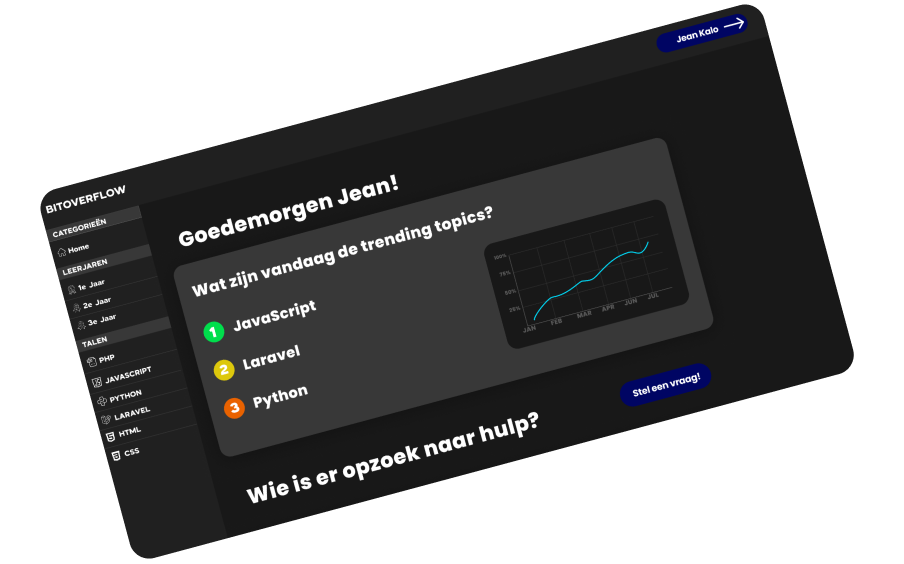 Jean Kalo
BITOVERFLOW
CATEGORIEËN
Home
LEERJAREN
1e Jaar
2e Jaar
3e Jaar
TALEN
PHP
JAVASCRIPT
PYTHON
LARAVEL
HTML
CSS
Goedemorgen Jean!
Wat zijn vandaag de trending topics?
1 JavaScript
2 Laravel
3 Python
100%
75%
50%
25%
JAN FEB MAR APR JUN JUL
Stel een vraag!
Wie is er opzoek naar hulp?